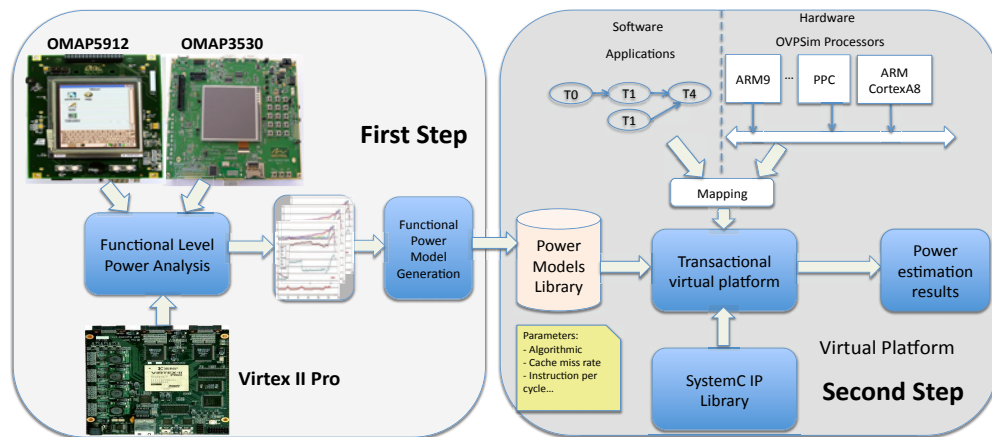 OMAP5912
OMAP3530
First Step
Functional Level
Power Analysis
Functional
Power
Model
Generation
VIRTEX-II
Virtex II Pro
Software
Applications
Hardware
OVPSim Processors
T0
T1
T4
T1
ARM9
...
PPC
ARM
CortexA8
Mapping
Power
Models
Library
Transactional
virtual platform
Power
estimation
results
Parameters:
- Algorithmic
- Cache miss rate
- Instruction per
cycle...
SystemC IP
Library
Virtual Platform
Second Step